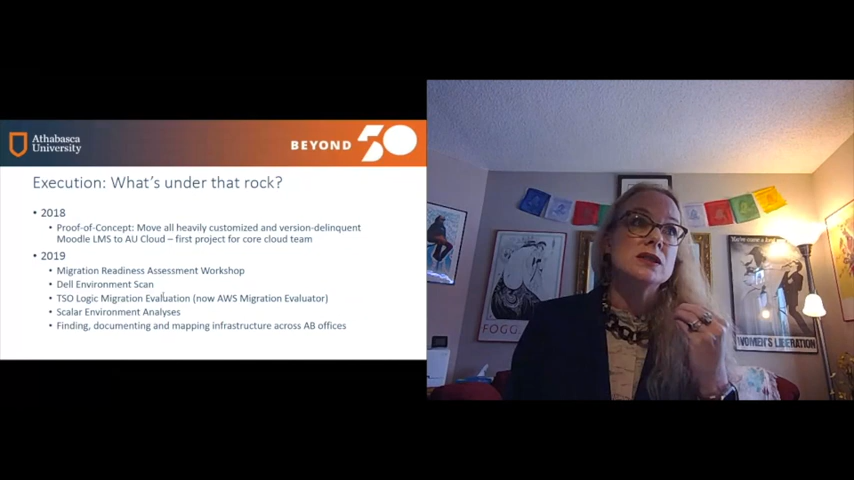 Athabasca
University
BEYOND 50
Execution: What's under that rock?
• 2018
• Proof-of-Concept: Move all heavily customized and version-delinquent
Moodle LMS to AU Cloud – first project for core cloud team
• 2019
• Migration Readiness Assessment Workshop
• Dell Environment Scan
• TSO Logic Migration Evaluation (now AWS Migration Evaluator)
• Scalar Environment Analyses
• Finding, documenting and mapping infrastructure across AB offices
FOGG
WOMEN'S LIBERATION